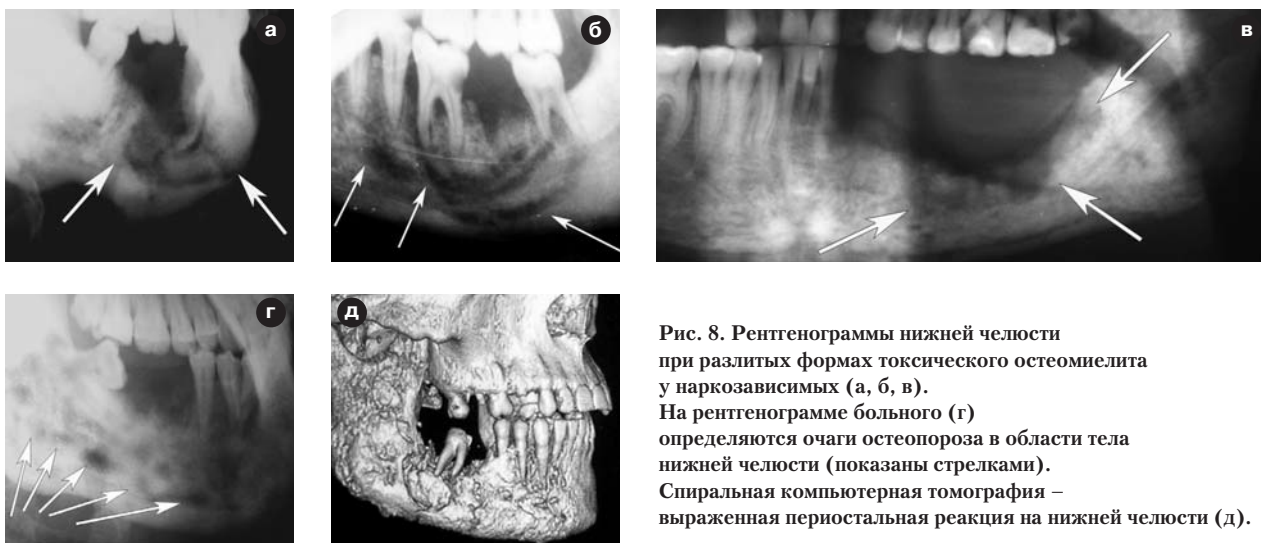 а
б
в
г
д
Рис. 8. Рентгенограммы нижней челюсти
при разлитых формах токсического остеомиелита
у наркозависимых (а, б, в).
На рентгенограмме больного (г)
определяются очаги остеопороза в области тела
нижней челюсти (показаны стрелками).
Спиральная компьютерная томография –
выраженная периостальная реакция на нижней челюсти (д).